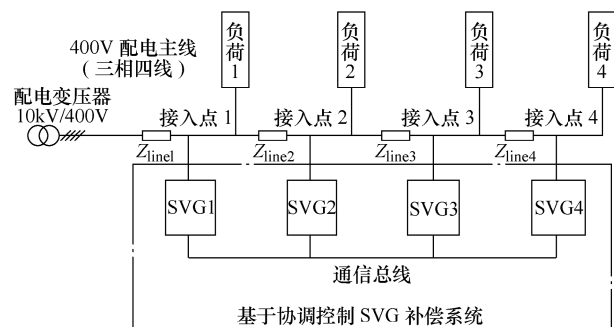 400V 配电主线
(三相四线)
配电变压器
10kV/400V
负荷1
负荷2
负荷3
负荷4
接入点 1
接入点 2
接入点 3
接入点 4
Zline1
Zline2
Zline3
Zline4
SVG1
SVG2
SVG3
SVG4
通信总线
基于协调控制 SVG 补偿系统